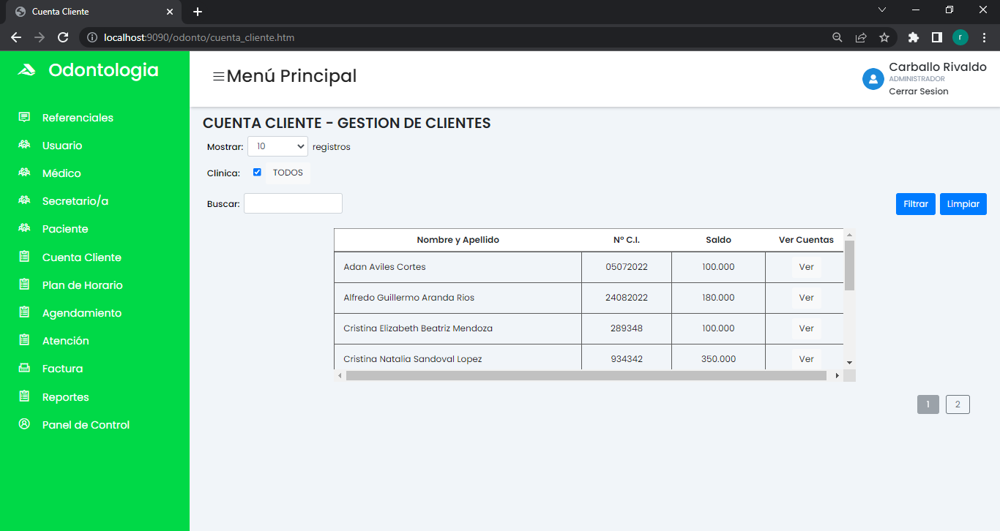 Cuenta Cliente
localhost:9090/odonto/cuenta_cliente.htm
r
Odontologia
Menú Principal
Carballo Rivaldo
ADMINISTRADOR
Cerrar Sesion
Referenciales
Usuario
Médico
Secretario/a
Paciente
Cuenta Cliente
Plan de Horario
Agendamiento
Atención
Factura
Reportes
Panel de Control
CUENTA CLIENTE - GESTION DE CLIENTES
Mostrar: 10 registros
Clinica: TODOS
Buscar:
Filtrar Limpiar
Nombre y Apellido Nº C.I. Saldo Ver Cuentas
Adan Aviles Cortes 05072022 100.000 Ver
Alfredo Guillermo Aranda Rios 24082022 180.000 Ver
Cristina Elizabeth Beatriz Mendoza 289348 100.000 Ver
Cristina Natalia Sandoval Lopez 934342 350.000 Ver
1 2